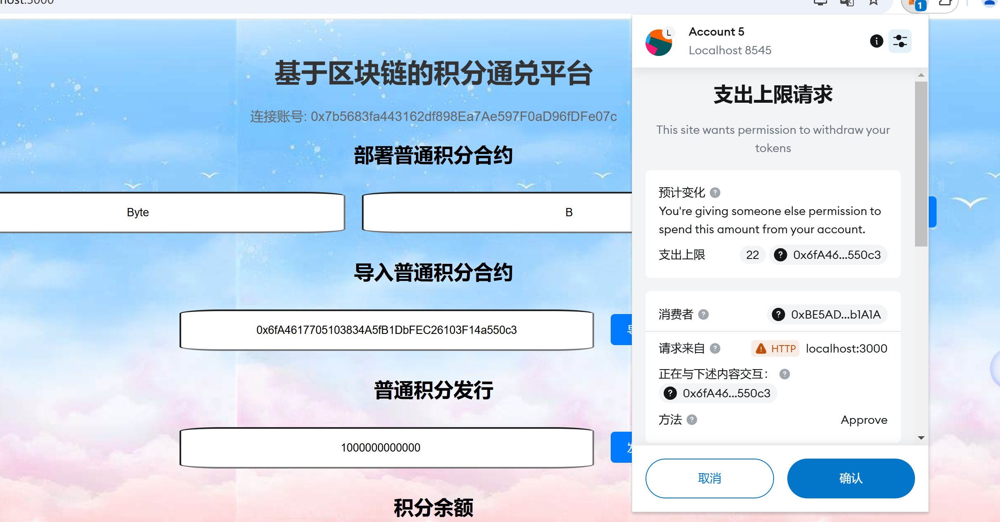 host:3000
1
基于区块链的积分通兑平台
连接账号: 0x7b5683fa443162df898Ea7Ae597F0aD96fDFe07c
部署普通积分合约
Byte
B
导入普通积分合约
0x6fA4617705103834A5fB1DbFEC26103F14a550c3
普通积分发行
1000000000000
积分余额
L
Account 5
Localhost 8545
支出上限请求
This site wants permission to withdraw your
tokens
预计变化 ?
You're giving someone else permission to
spend this amount from your account.
支出上限 22 ? 0x6fA46...550c3
消费者 ? ? 0xBE5AD...b1A1A
请求来自 ? HTTP localhost:3000
正在与下述内容交互: ?
? 0x6fA46...550c3
方法 ? Approve
取消
确认